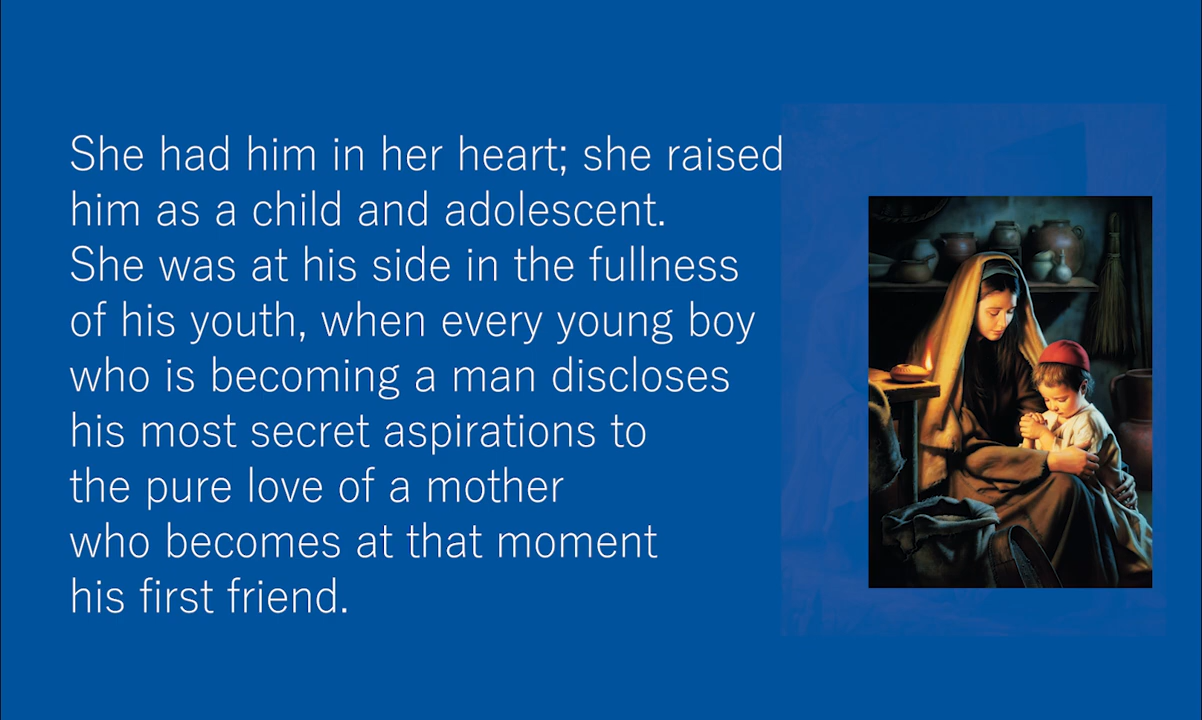 She had him in her heart; she raised
him as a child and adolescent.
She was at his side in the fullness
of his youth, when every young boy
who is becoming a man discloses
his most secret aspirations to
the pure love of a mother
who becomes at that moment
his first friend.